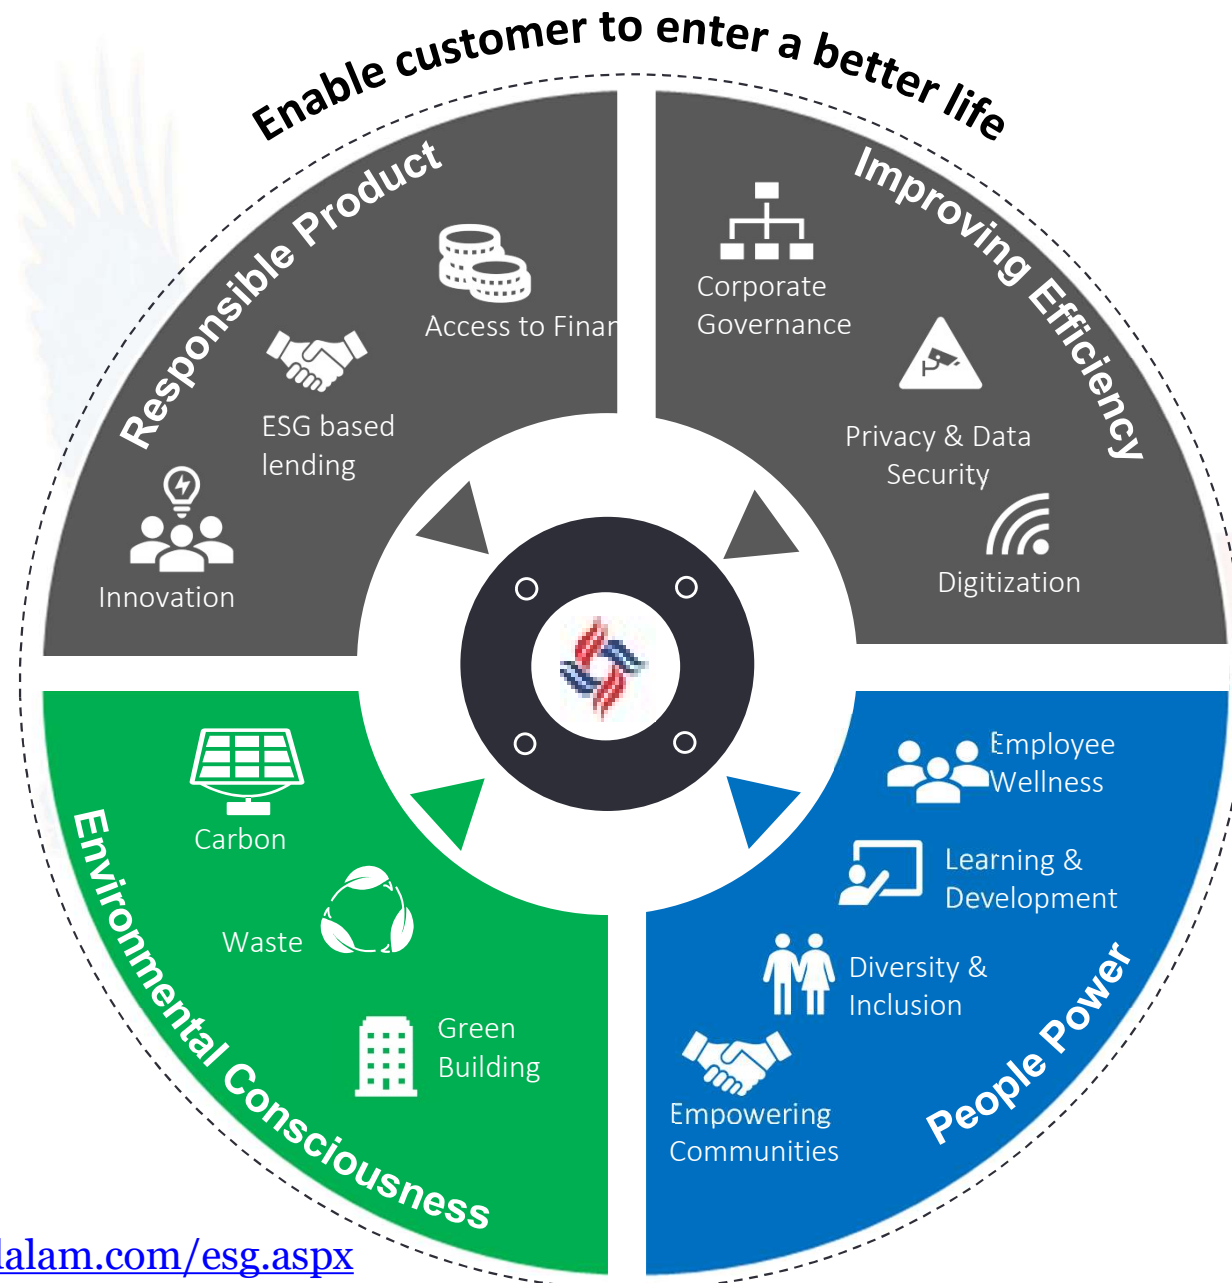 Enable customer to enter a better life
Responsible Product
Access to Finan
ESG based
lending
Innovation
Improving Efficiency
Corporate
Governance
Privacy & Data
Security
Digitization
Environmental Consciousness
Carbon
Waste
Green
Building
People Power
Employee
Wellness
Learning &
Development
Diversity &
Inclusion
Empowering
Communities
lalam.com/esg.aspx